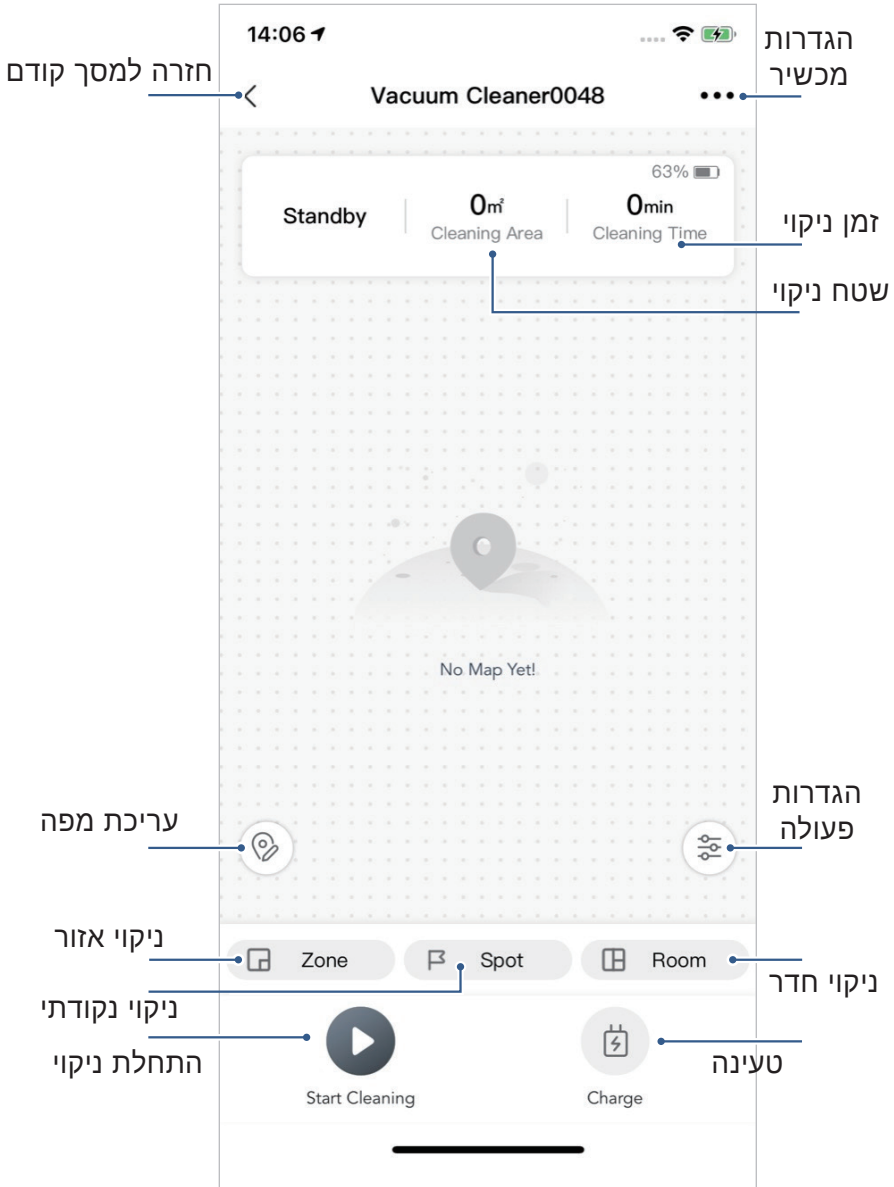 14:06
הגדרות
מכשיר
חזרה למסך קודם
Vacuum Cleaner0048
63%
Standby
0㎡
Cleaning Area
0min
Cleaning Time
זמן ניקוי
שטח ניקוי
No Map Yet!
הגדרות
פעולה
עריכת מפה
ניקוי אזור
Zone
Spot
Room
ניקוי חדר
ניקוי נקודתי
התחלת ניקוי
טעינה
Start Cleaning
Charge